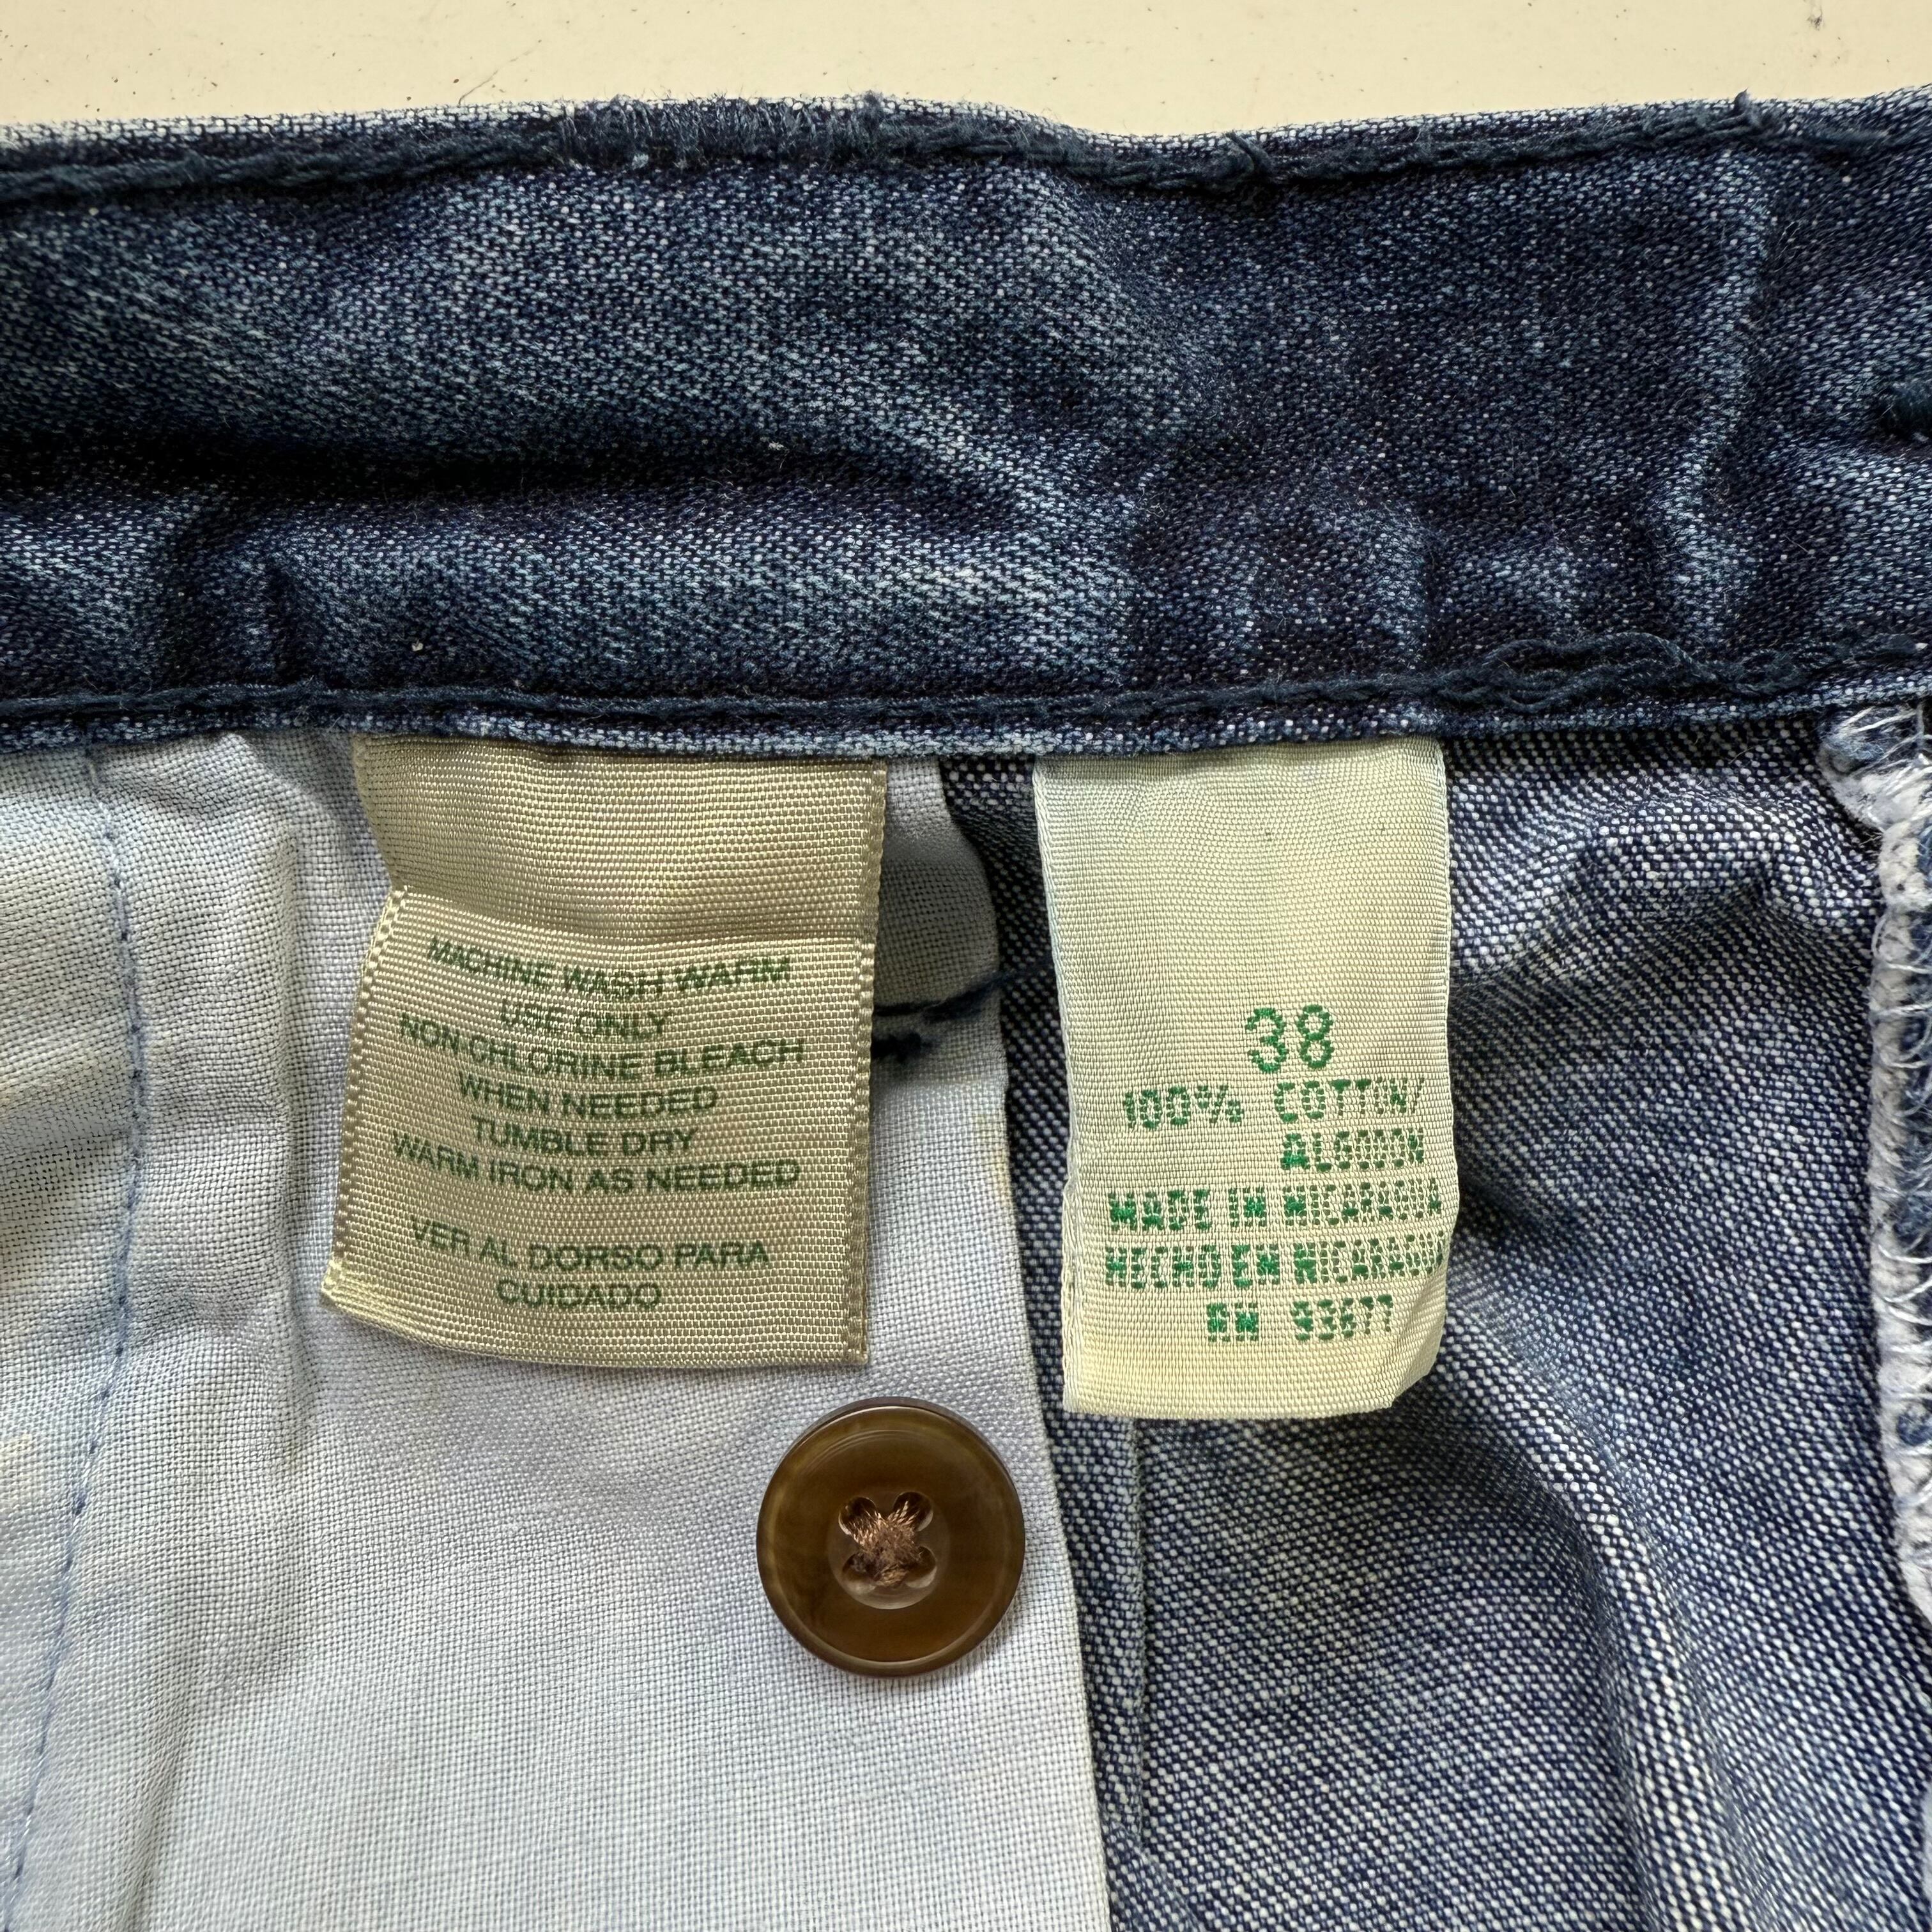 MACHINE WASH WARM
USE ONLY
NON-CHLORINE BLEACH
WHEN NEEDED
TUMBLE DRY
WARM IRON AS NEEDED
VER AL DORSO PARA
CUIDADO
38
100% COTTON/
ALGODON
MADE IN NICARAGUA
HECHO EN NICARAGUA
RN 93677